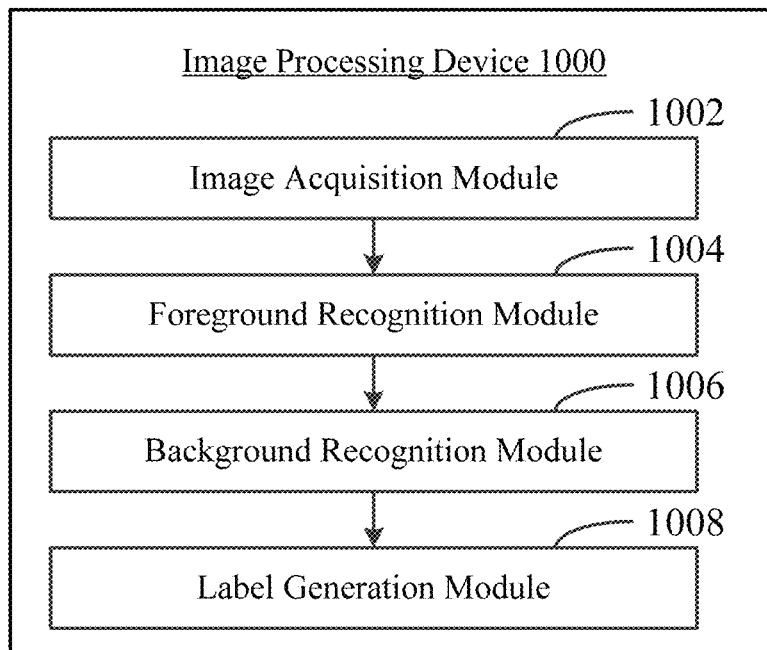 Image Processing Device 1000
1002
Image Acquisition Module
1004
Foreground Recognition Module
1006
Background Recognition Module
1008
Label Generation Module